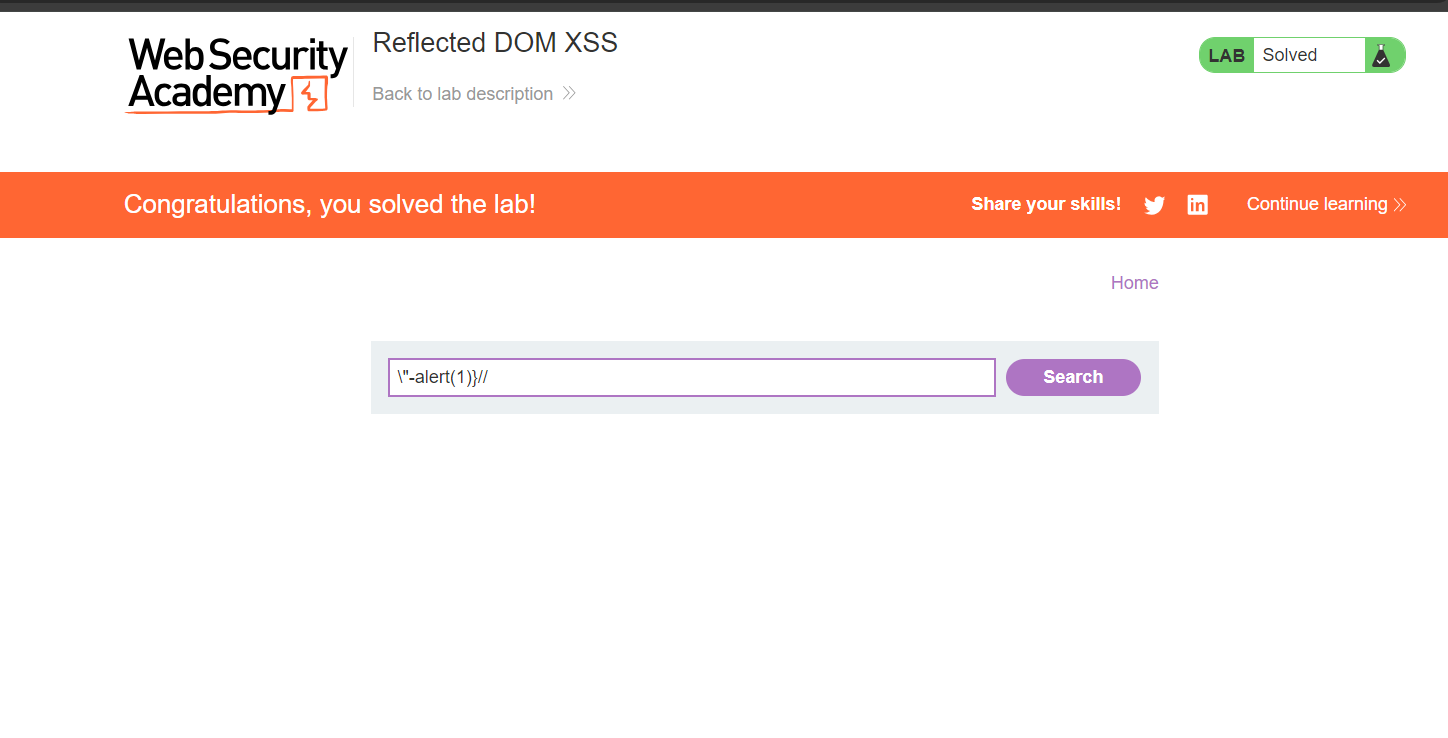 Web Security
Academy
Reflected DOM XSS
Back to lab description
LAB Solved
Congratulations, you solved the lab!
Share your skills!
in
Continue learning
Home
\"-alert(1)}//
Search